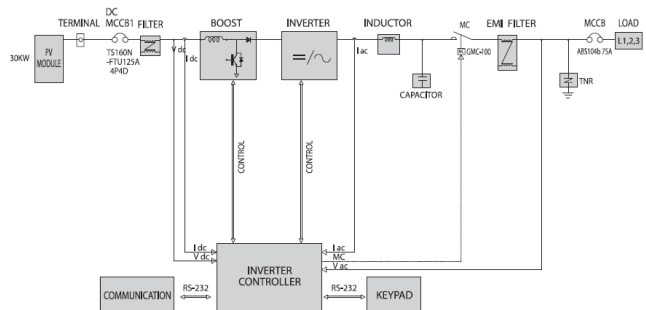 DC
TERMINAL MCCB1 FILTER BOOST INVERTER INDUCTOR MC EMI FILTER MCCB LOAD
V dc
I dc
I ac
30KW
PV
MODULE
TS160N
-FTU125A
4P4D
=/~
GMC-100
ABS104b 75A
L1,2,3
CAPACITOR
TNR
CONTROL
CONTROL
I dc
V dc
I ac
MC
V ac
INVERTER
CONTROLLER
COMMUNICATION
RS-232
RS-232
KEYPAD